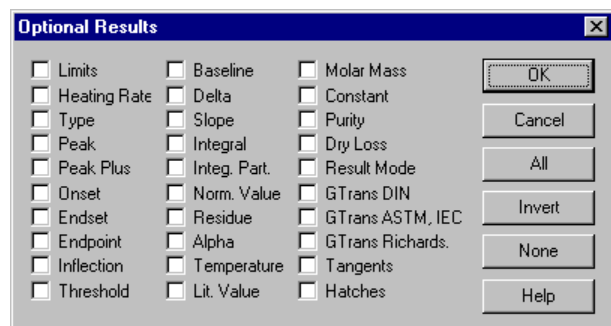 Optional Results
Limits Baseline Molar Mass OK
Heating Rate Delta Constant
Type Slope Purity Cancel
Peak Integral Dry Loss
Peak Plus Integ. Part. Result Mode All
Onset Norm. Value GTrans DIN
Endset Residue GTrans ASTM, IEC Invert
Endpoint Alpha GTrans Richards.
Inflection Temperature Tangents None
Threshold Lit. Value Hatches Help